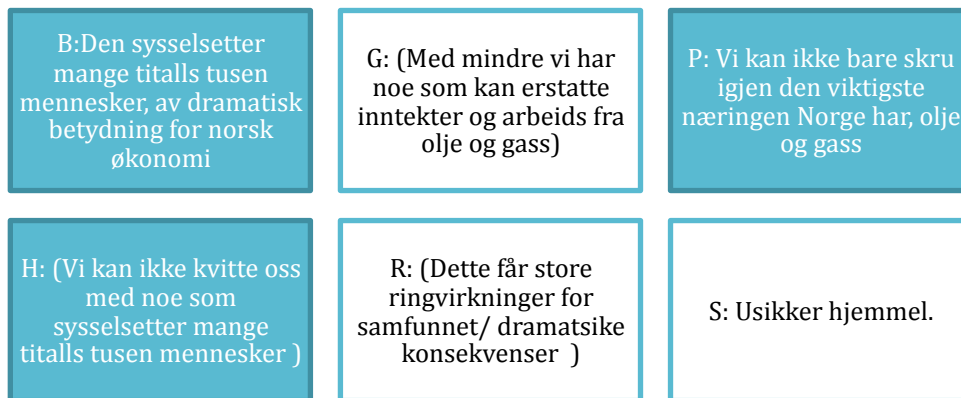 B:Den sysselsetter
mange titalls tusen
mennesker, av dramatisk
betydning for norsk
økonomi
G: (Med mindre vi har
noe som kan erstatte
inntekter og arbeids fra
olje og gass)
P: Vi kan ikke bare skru
igjen den viktigste
næringen Norge har, olje
og gass
H: (Vi kan ikke kvitte oss
med noe som
sysselsetter mange
titalls tusen mennesker )
R: (Dette får store
ringvirkninger for
samfunnet/ dramatsike
konsekvenser )
S: Usikker hjemmel.